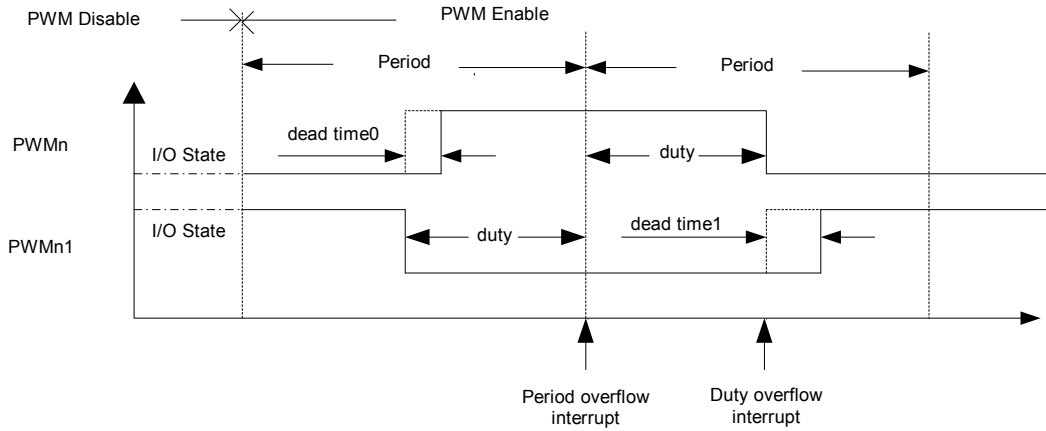 PWM Disable
PWM Enable
Period
Period
PWMn
dead time0
I/O State
duty
I/O State
PWMn1
duty
dead time1
Period overflow
interrupt
Duty overflow
interrupt